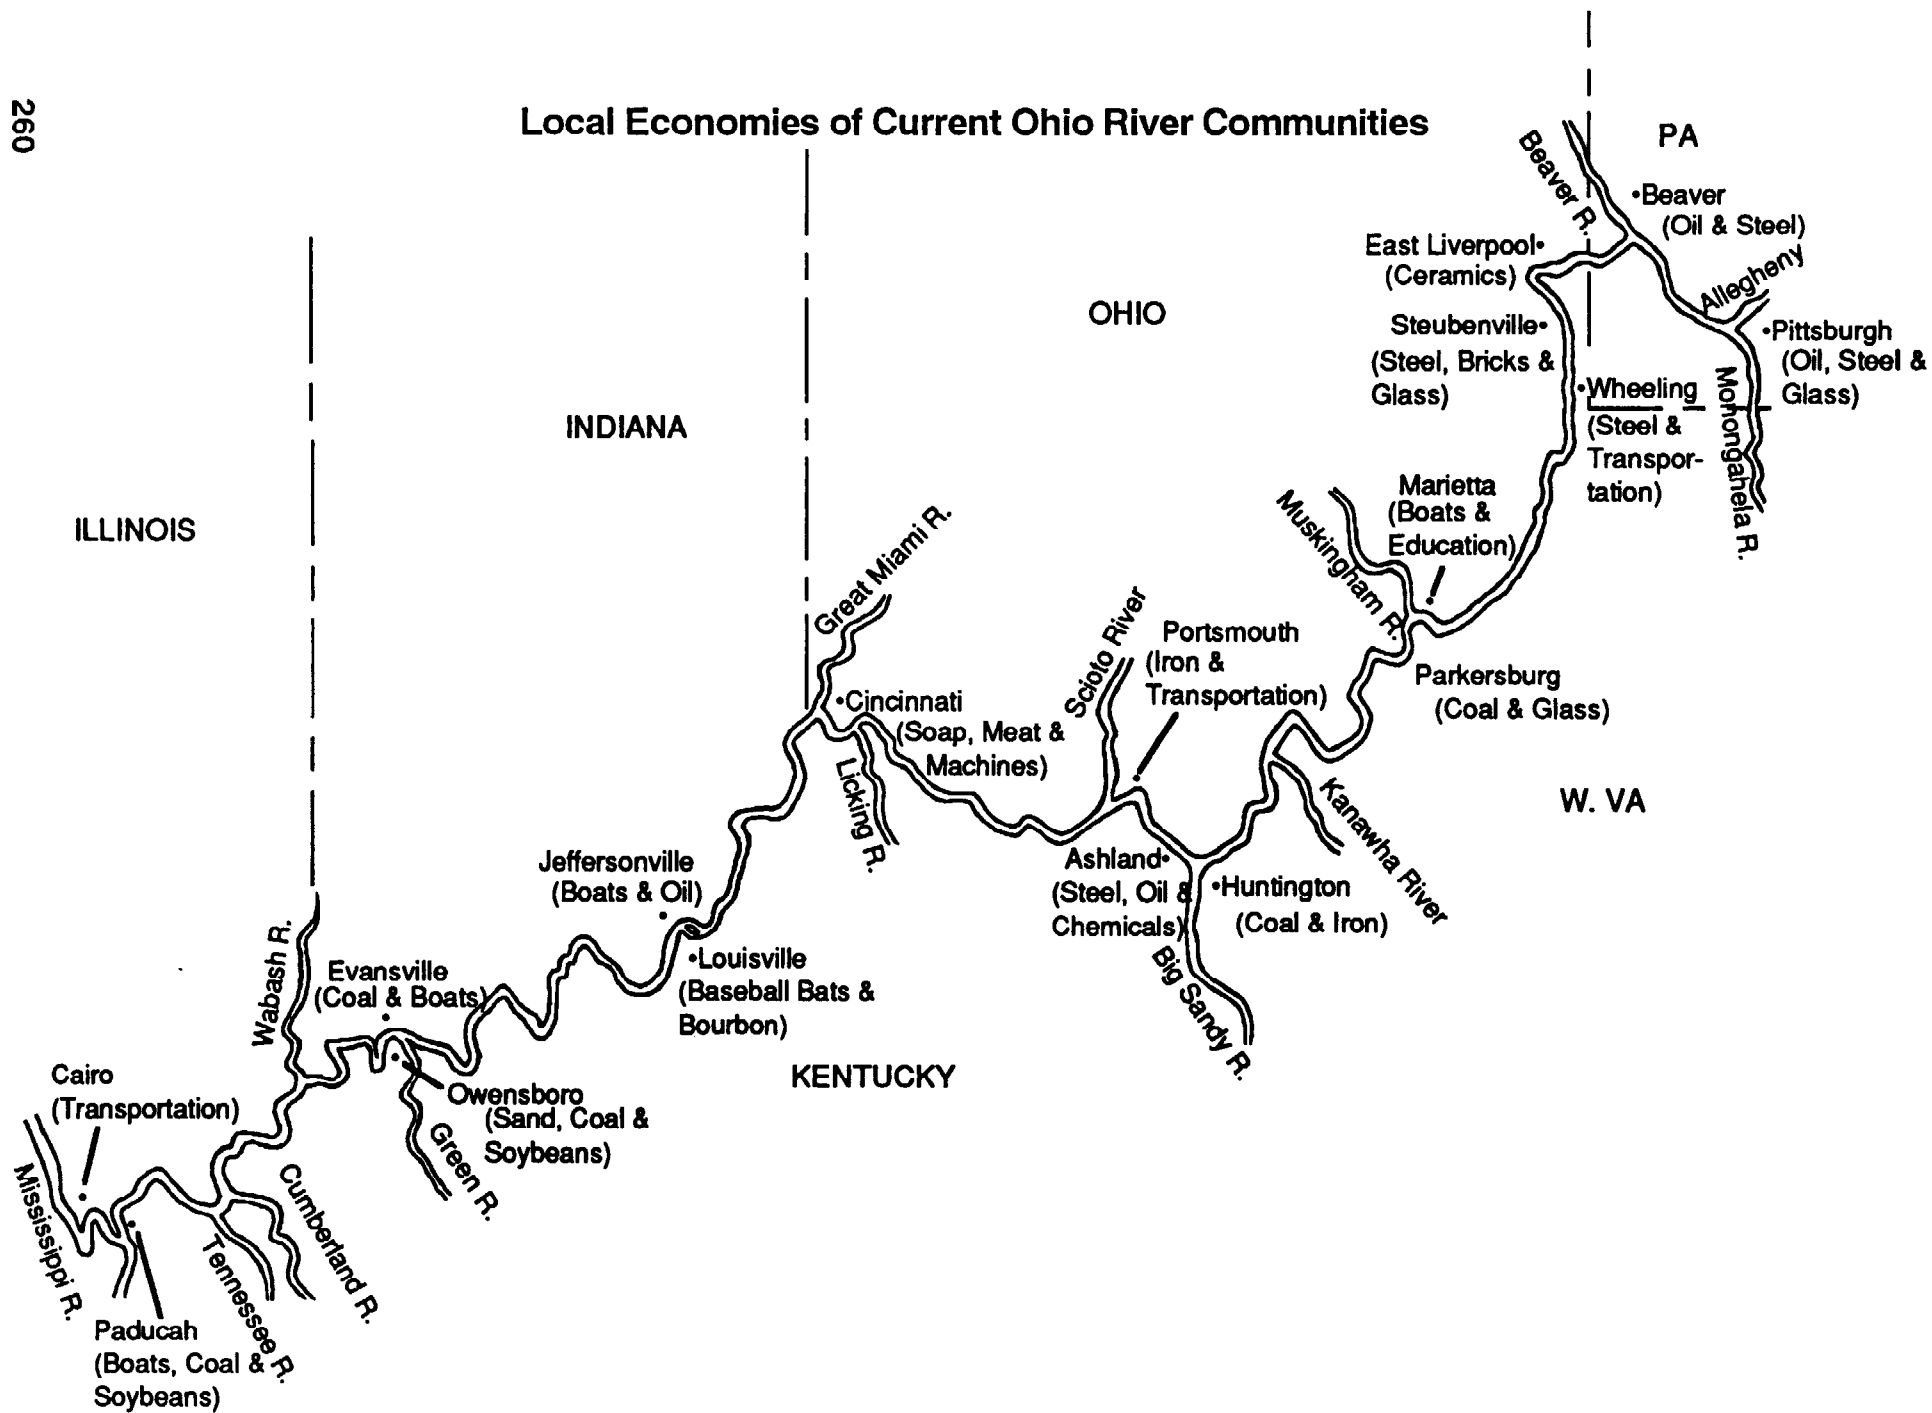 260
Local Economies of Current Ohio River Communities
PA
Beaver R.
Beaver
(Oil & Steel)
East Liverpool
(Ceramics)
Allegheny
OHIO
Steubenville
(Steel, Bricks &
Glass)
Pittsburgh
(Oil, Steel &
Glass)
Wheeling
(Steel &
Transpor-
tation)
Monongahela R.
INDIANA
Marietta
(Boats &
Education)
Muskingham R.
ILLINOIS
Great Miami R.
Scioto River
Portsmouth
(Iron &
Transportation)
Parkersburg
(Coal & Glass)
Cincinnati
(Soap, Meat &
Machines)
Licking R.
Kanawha River
W. VA
Jeffersonville
(Boats & Oil)
Ashland
(Steel, Oil &
Chemicals)
Huntington
(Coal & Iron)
Big Sandy R.
Wabash R.
Evansville
(Coal & Boats)
Louisville
(Baseball Bats &
Bourbon)
KENTUCKY
Cairo
(Transportation)
Owensboro
(Sand, Coal &
Soybeans)
Green R.
Mississippi R.
Cumberland R.
Tennessee R.
Paducah
(Boats, Coal &
Soybeans)